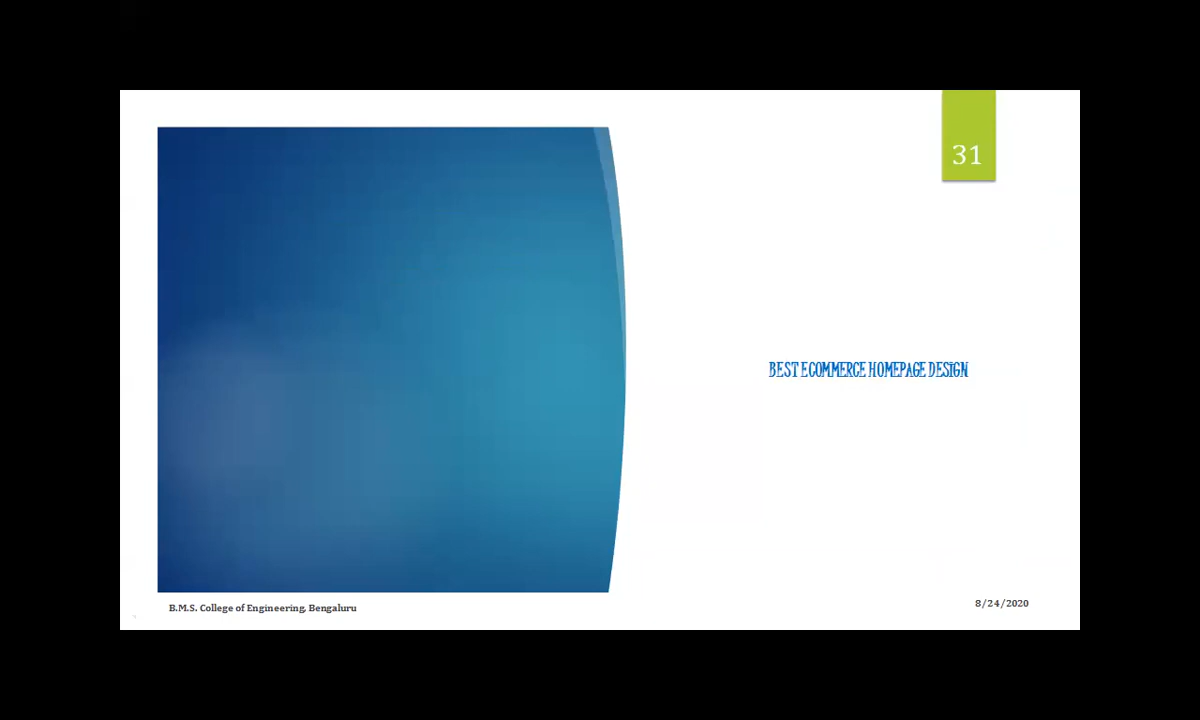 31
BEST ECOMMERCE HOMEPAGE DESIGN
B.M.S. College of Engineering, Bengaluru
8/24/2020